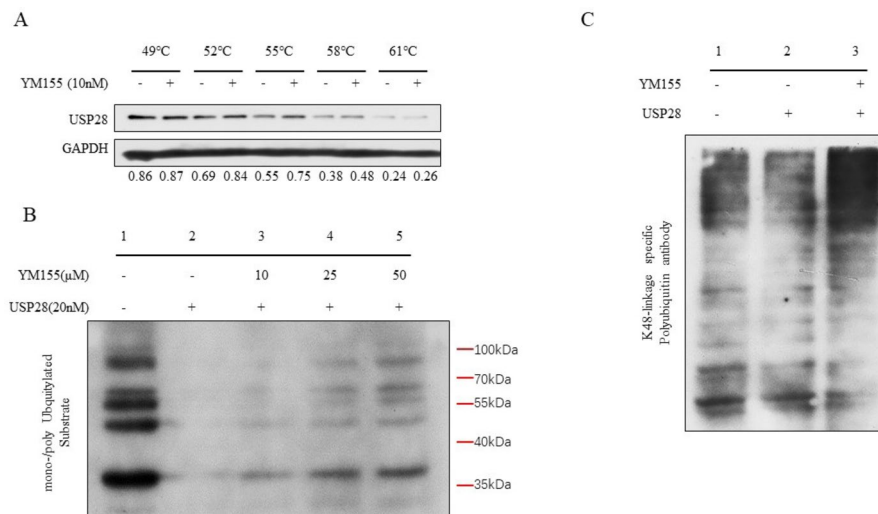 A
49℃ 52℃ 55℃ 58℃ 61℃
YM155 (10nM) - + - + - + - + - +
USP28
GAPDH
0.86 0.87 0.69 0.84 0.55 0.75 0.38 0.48 0.24 0.26
B
1 2 3 4 5
YM155(μM) - - 10 25 50
USP28(20nM) - + + + +
mono-/poly Ubquitylated
Substrate
100kDa
70kDa
55kDa
40kDa
35kDa
C
1 2 3
YM155 - - +
USP28 - + +
K48-linkage specific
Polyubiquitin antibody